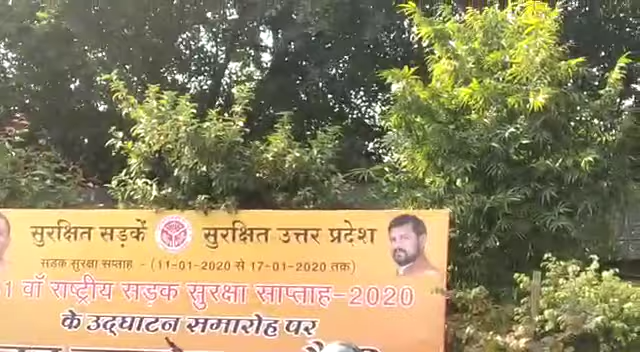 सुरक्षित सड़कें सुरक्षित उत्तर प्रदेश
सड़क सुरक्षा सप्ताह - (11-01-2020 से 17-01-2020 तक)
1 वॉ राष्ट्रीय सड़क सुरक्षा साप्ताह-2020
के उद्घाटन समारोह पर